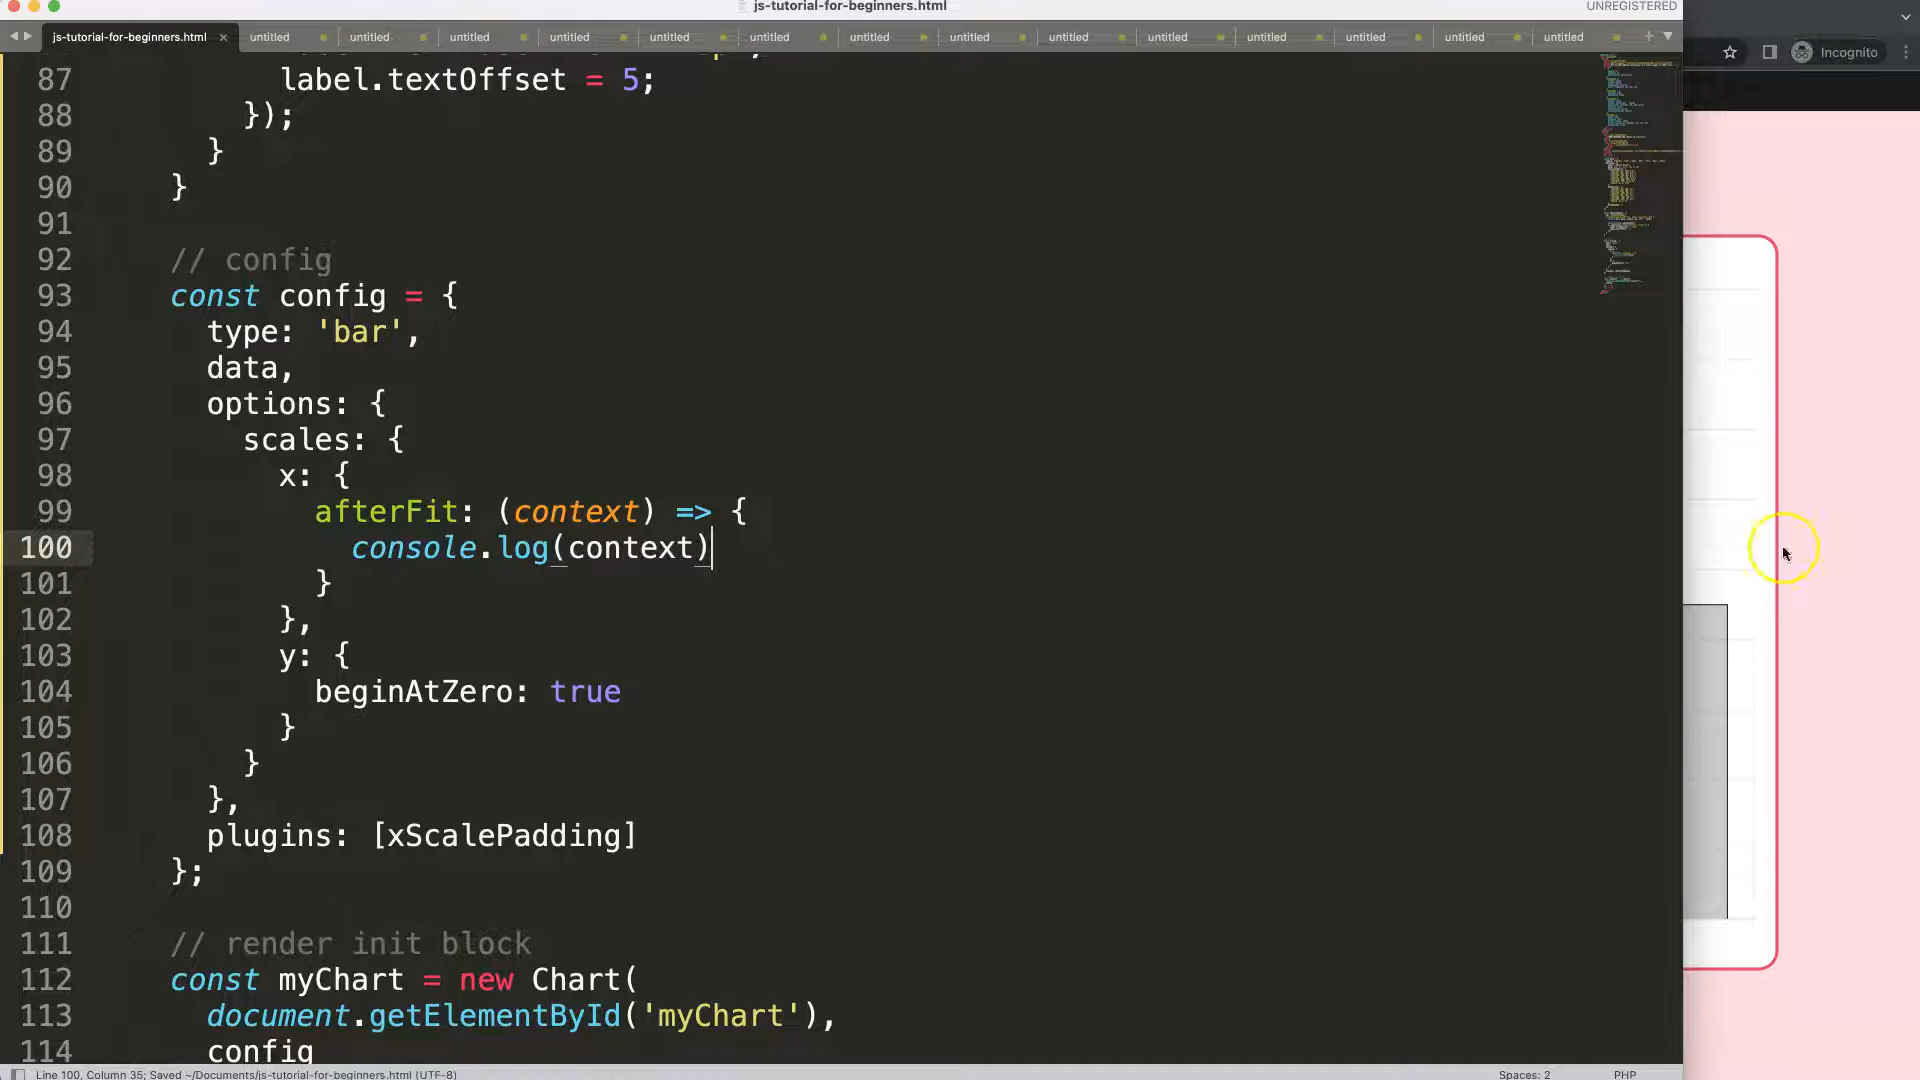 js-tutorial-for-beginners.html
UNREGISTERED
js-tutorial-for-beginners.html × untitled untitled untitled untitled untitled untitled untitled untitled untitled untitled untitled untitled untitled untitled +
Incognito
87 label.textOffset = 5;
88 });
89 }
90 }
91
92 // config
93 const config = {
94 type: 'bar',
95 data,
96 options: {
97 scales: {
98 x: {
99 afterFit: (context) => {
100 console.log(context)
101 }
102 },
103 y: {
104 beginAtZero: true
105 }
106 }
107 },
108 plugins: [xScalePadding]
109 };
110
111 // render init block
112 const myChart = new Chart(
113 document.getElementById('myChart'),
114 config
Line 100, Column 35; Saved ~/Documents/js-tutorial-for-beginners.html (UTF-8)
Spaces: 2
PHP